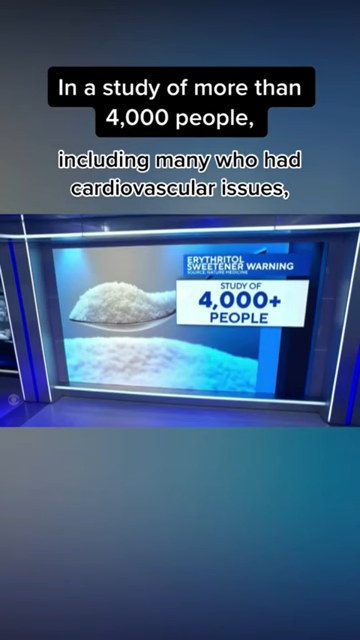 In a study of more than
4,000 people,
including many who had
cardiovascular issues,
ERYTHRITOL
SWEETENER WARNING
SOURCE: NATURE MEDICINE
STUDY OF
4,000+
PEOPLE